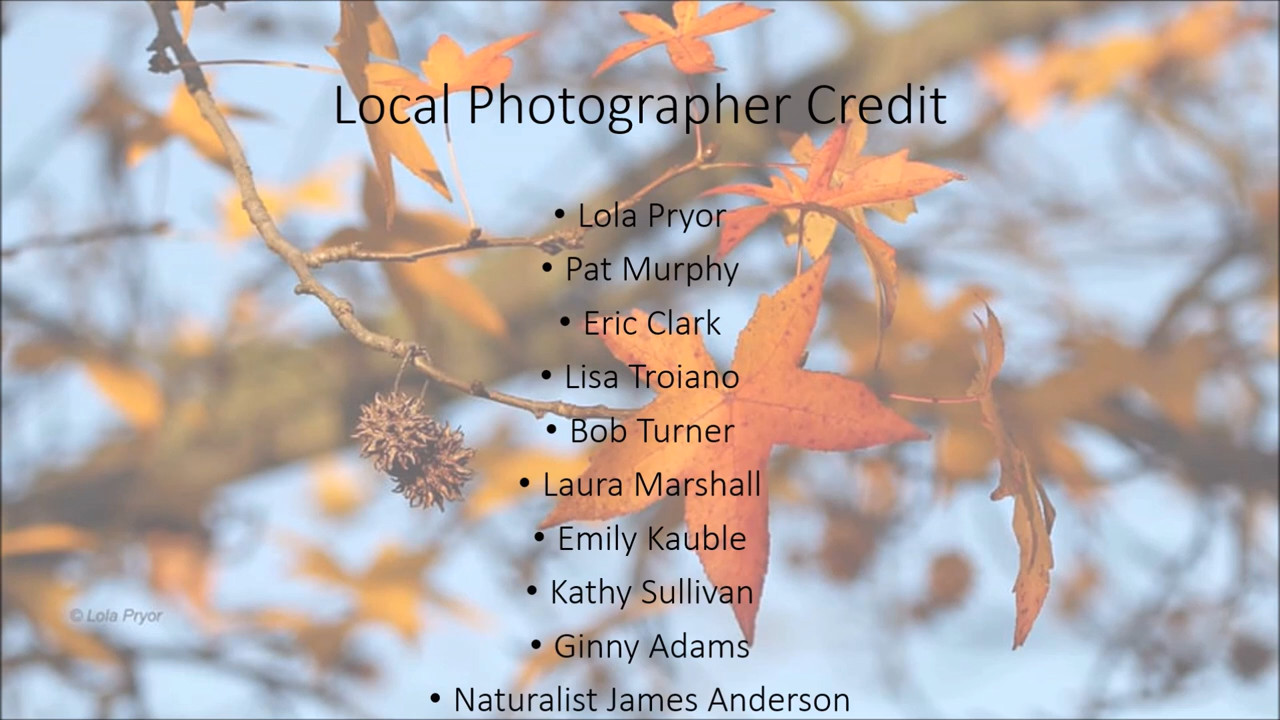 Local Photographer Credit
• Lola Pryor
• Pat Murphy
• Eric Clark
• Lisa Troiano
• Bob Turner
• Laura Marshall
• Emily Kauble
• Kathy Sullivan
© Lola Pryor
• Ginny Adams
• Naturalist James Anderson